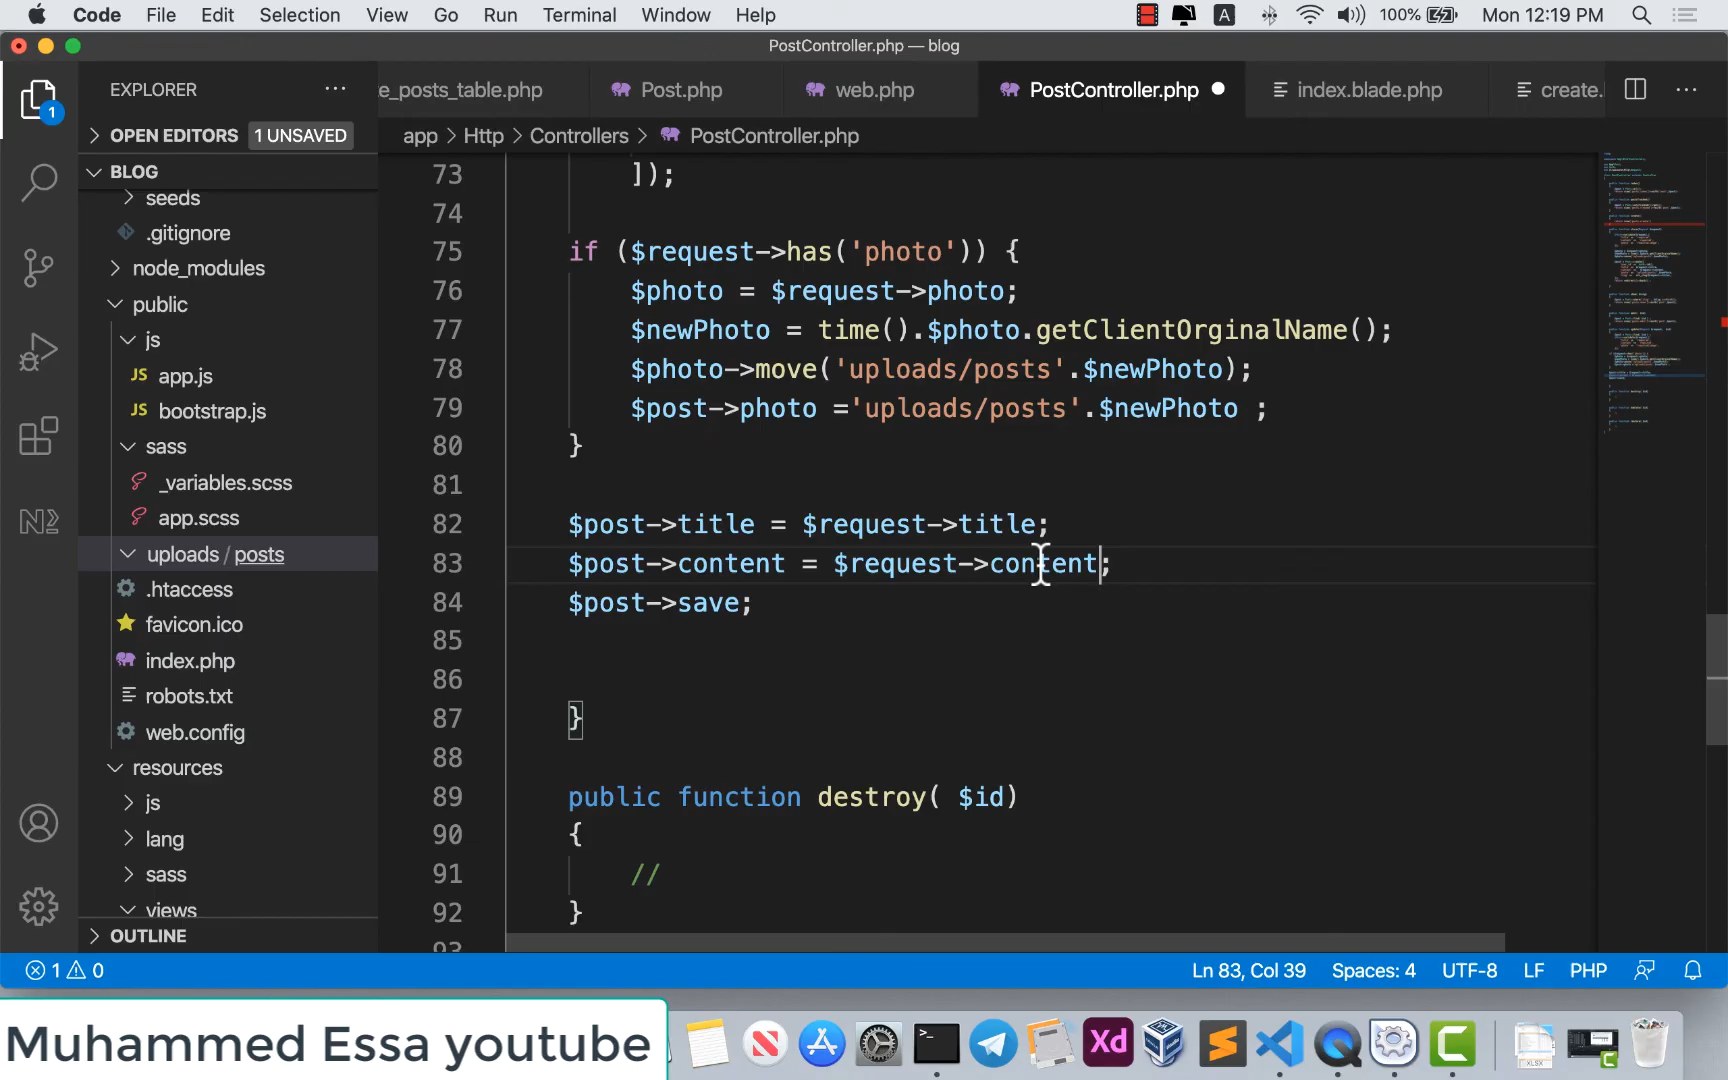 Code File Edit Selection View Go Run Terminal Window Help A 100% Mon 12:19 PM
PostController.php — blog
EXPLORER
e_posts_table.php Post.php web.php PostController.php index.blade.php create.
OPEN EDITORS 1 UNSAVED
app > Http > Controllers > PostController.php
BLOG
seeds
.gitignore
node_modules
public
js
JS app.js
JS bootstrap.js
sass
_variables.scss
app.scss
uploads / posts
.htaccess
favicon.ico
index.php
robots.txt
web.config
resources
js
lang
sass
views
OUTLINE
73 ]);
74
75 if ($request->has('photo')) {
76 $photo = $request->photo;
77 $newPhoto = time().$photo.getClientOrginalName();
78 $photo->move('uploads/posts'.$newPhoto);
79 $post->photo ='uploads/posts'.$newPhoto ;
80 }
81
82 $post->title = $request->title;
83 $post->content = $request->content;
84 $post->save;
85
86
87 }
88
89 public function destroy( $id)
90 {
91 //
92 }
93
1 0 Ln 83, Col 39 Spaces: 4 UTF-8 LF PHP
Muhammed Essa youtube
Xd
XLSX